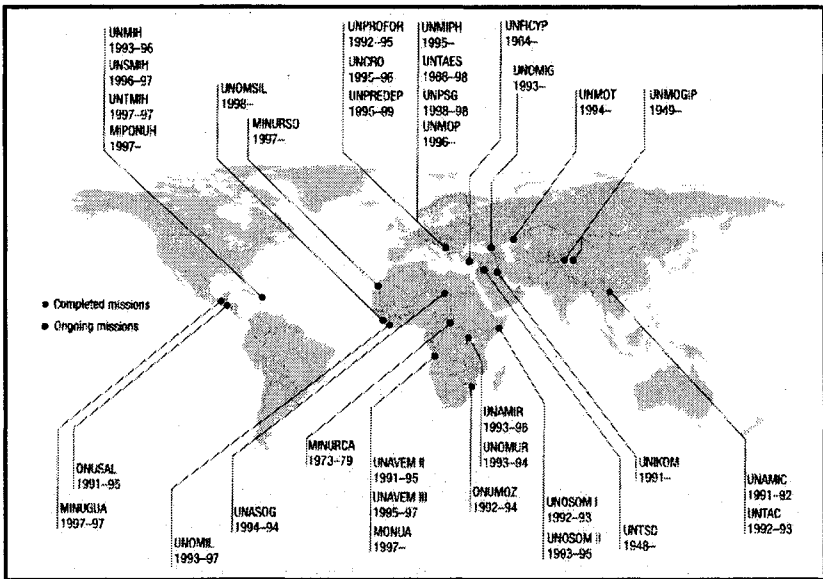 UNMIH
1993-96
UNSMIH
1996-97
UNTMIH
1997-97
MIPONUH
1997-
UNOMSIL
1998-
MINURSO
1997-
UNPROFOR
1992-95
UNCRO
1995-96
UNPREDEP
1995-99
UNMIPH
1995-
UNTAES
UNPSG
1998-98
UNMOP
1996-
UNFICYP
1964-
UNOMIG
1993-
UNMOT
1994-
UNMOGIP
1949-
Completed missions
Ongoing missions
ONUSAL
1991-95
MINUGUA
1997-97
UNOMIL
1993-97
UNASOG
1994-94
MINURCA
1973-79
UNAVEM II
1991-95
UNAVEM III
1995-97
MONUA
1997-
UNAMIR
1993-96
UNOMUR
1993-94
ONUMOZ
1992-94
UNOSOM I
1992-93
UNOSOM II
1993-95
UNIKOM
1991-
UNTSO
1948-
UNAMIC
1991-92
UNTAC
1992-93